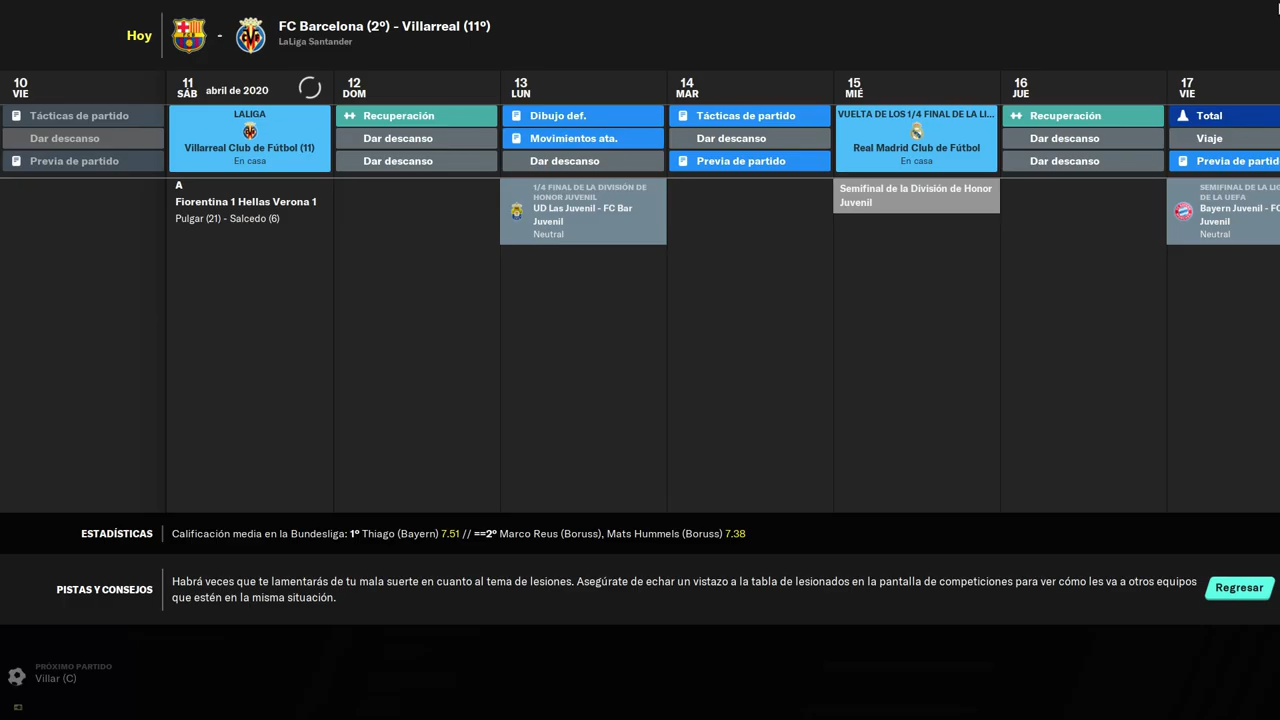 Hoy
FC Barcelona (2º) - Villarreal (11º)
LaLiga Santander
10
VIE
11
SÁB
abril de 2020
12
DOM
13
LUN
14
MAR
15
MIÉ
16
JUE
17
VIE
Tácticas de partido
Dar descanso
Previa de partido
LALIGA
Villarreal Club de Fútbol (11)
En casa
Recuperación
Dar descanso
Dar descanso
Dibujo def.
Movimientos ata.
Dar descanso
Tácticas de partido
Dar descanso
Previa de partido
VUELTA DE LOS 1/4 FINAL DE LA LI...
Real Madrid Club de Fútbol
En casa
Recuperación
Dar descanso
Dar descanso
Total
Viaje
Previa de partid
A
Fiorentina 1 Hellas Verona 1
Pulgar (21) - Salcedo (6)
1/4 FINAL DE LA DIVISIÓN DE
HONOR JUVENIL
UD Las Juvenil - FC Bar
Juvenil
Neutral
Semifinal de la División de Honor
Juvenil
SEMIFINAL DE LA LIG
DE LA UEFA
Bayern Juvenil - FC
Juvenil
Neutral
ESTADÍSTICAS
Calificación media en la Bundesliga: 1º Thiago (Bayern) 7.51 // ==2º Marco Reus (Boruss), Mats Hummels (Boruss) 7.38
PISTAS Y CONSEJOS
Habrá veces que te lamentarás de tu mala suerte en cuanto al tema de lesiones. Asegúrate de echar un vistazo a la tabla de lesionados en la pantalla de competiciones para ver cómo les va a otros equipos
que estén en la misma situación.
Regresar
PRÓXIMO PARTIDO
Villar (C)